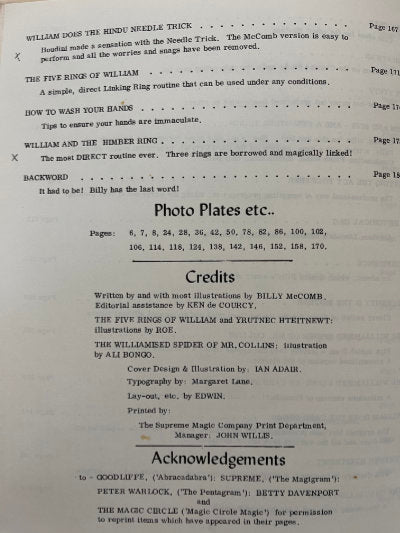 WILLIAM DOES THE HINDU NEEDLE TRICK . . . . . . . . . . . . . . . . Page 167
Houdini made a sensation with the Needle Trick. The McComb version is easy to
perform and all the worries and snags have been removed.
THE FIVE RINGS OF WILLIAM . . . . . . . . . . . . . . . . . . . . Page 171
A simple, direct Linking Ring routine that can be used under any conditions.
HOW TO WASH YOUR HANDS . . . . . . . . . . . . . . . . . . . . . Page 17
Tips to ensure your hands are immaculate.
WILLIAM AND THE HIMBER RING . . . . . . . . . . . . . . . . . . . Page 17
The most DIRECT routine ever. Three rings are borrowed and magically linked!
BACKWORD . . . . . . . . . . . . . . . . . . . . . . . . . . . Page 18
It had to be! Billy has the last word!
Photo Plates etc..
Pages: 6, 7, 8, 24, 28, 36, 42, 50, 78, 82, 86, 100, 102,
106, 114, 118, 124, 138, 142, 146, 152, 158, 170.
Credits
Written by and with most illustrations by BILLY McCOMB.
Editorial assistance by KEN de COURCY.
THE FIVE RINGS OF WILLIAM and YRUTNEC HTEITNEWT:
illustrations by ROE.
THE WILLIAMISED SPIDER OF MR. COLLINS: illustration
by ALI BONGO.
Cover Design & Illustration by: IAN ADAIR.
Typography by: Margaret Lane.
Lay-out, etc. by EDWIN.
Printed by:
The Supreme Magic Company Print Department,
Manager: JOHN WILLIS.
Acknowledgements
to - GOODLIFFE, ('Abracadabra'): SUPREME, ('The Magigram'):
PETER WARLOCK, ('The Pentagram'): BETTY DAVENPORT
and
THE MAGIC CIRCLE ('Magic Circle Magic') for permission
to reprint items which have appeared in their pages.